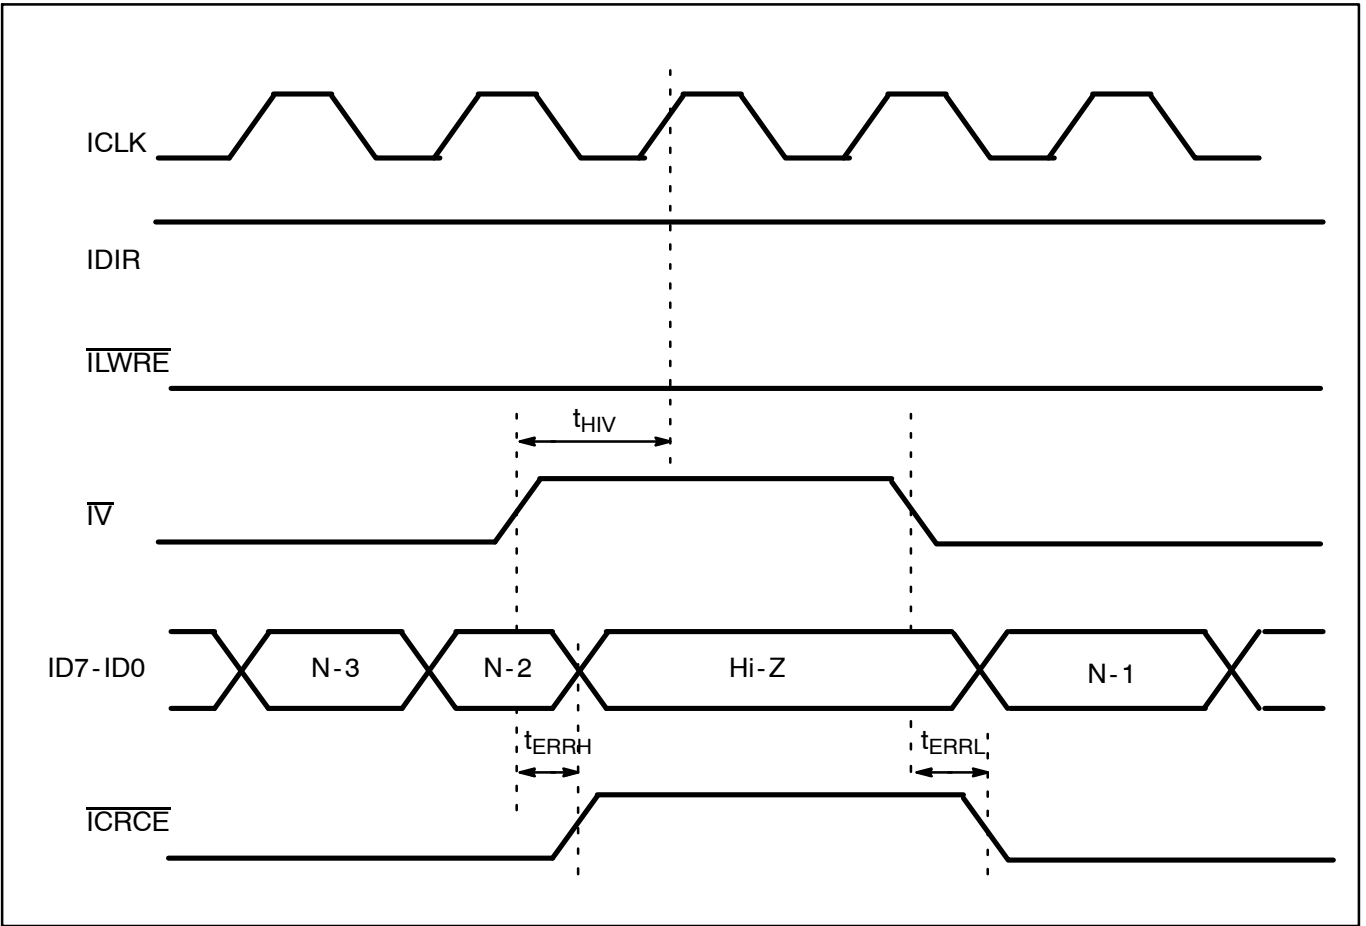 ICLK
IDIR
ILWRE
tHIV
IV
ID7-ID0
N-3
N-2
Hi-Z
N-1
tERRH
tERRL
ICRCE